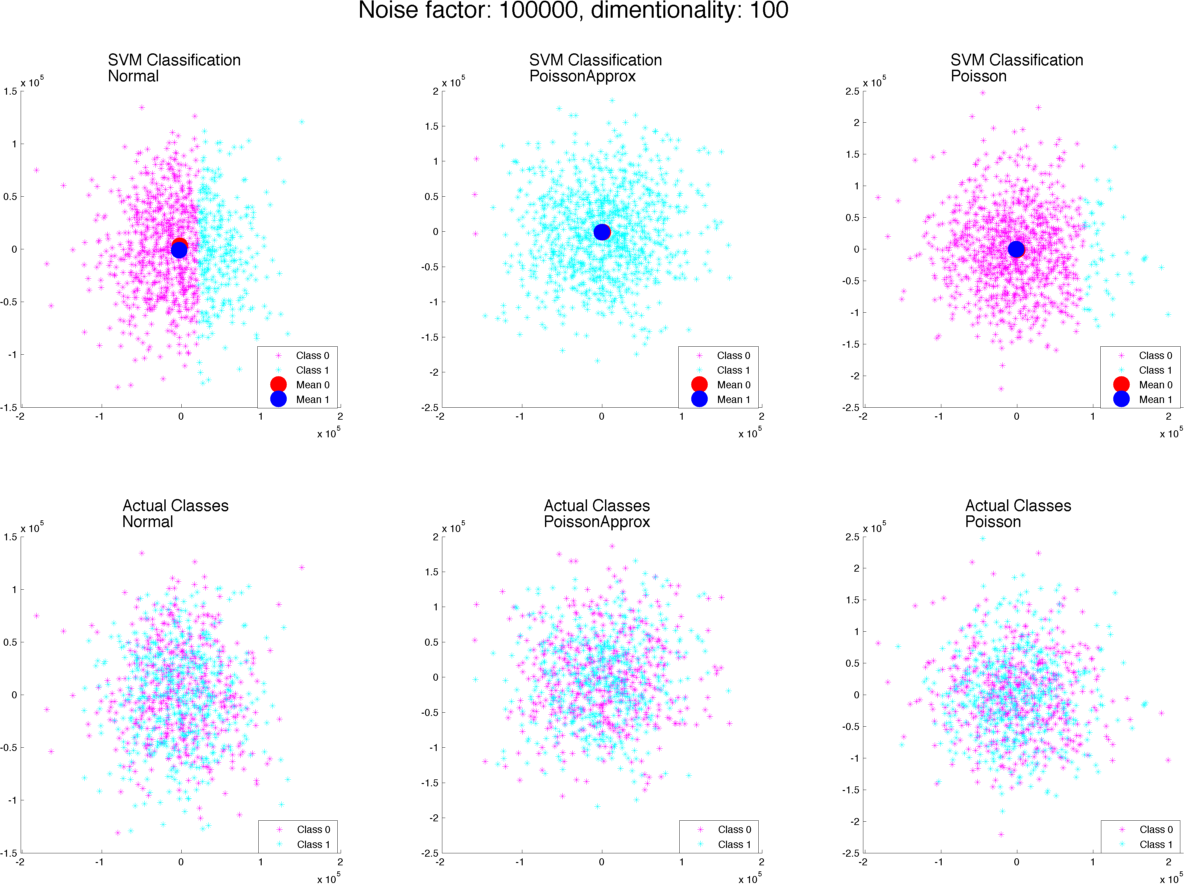 Noise factor: 100000, dimentionality: 100
SVM Classification
Normal
x 10^5
1.5
1
0.5
0
-0.5
-1
-1.5
-2
-1
0
1
2
x 10^5
Class 0
Class 1
Mean 0
Mean 1
SVM Classification
PoissonApprox
x 10^5
2
1.5
1
0.5
0
-0.5
-1
-1.5
-2
-2.5
-2
-1
0
1
2
x 10^5
Class 0
Class 1
Mean 0
Mean 1
SVM Classification
Poisson
x 10^5
2.5
2
1.5
1
0.5
0
-0.5
-1
-1.5
-2
-2.5
-2
-1
0
1
2
x 10^5
Class 0
Class 1
Mean 0
Mean 1
Actual Classes
Normal
x 10^5
1.5
1
0.5
0
-0.5
-1
-1.5
-2
-1
0
1
2
x 10^5
Class 0
Class 1
Actual Classes
PoissonApprox
x 10^5
2
1.5
1
0.5
0
-0.5
-1
-1.5
-2
-2.5
-2
-1
0
1
2
x 10^5
Class 0
Class 1
Actual Classes
Poisson
x 10^5
2.5
2
1.5
1
0.5
0
-0.5
-1
-1.5
-2
-2.5
-2
-1
0
1
2
x 10^5
Class 0
Class 1